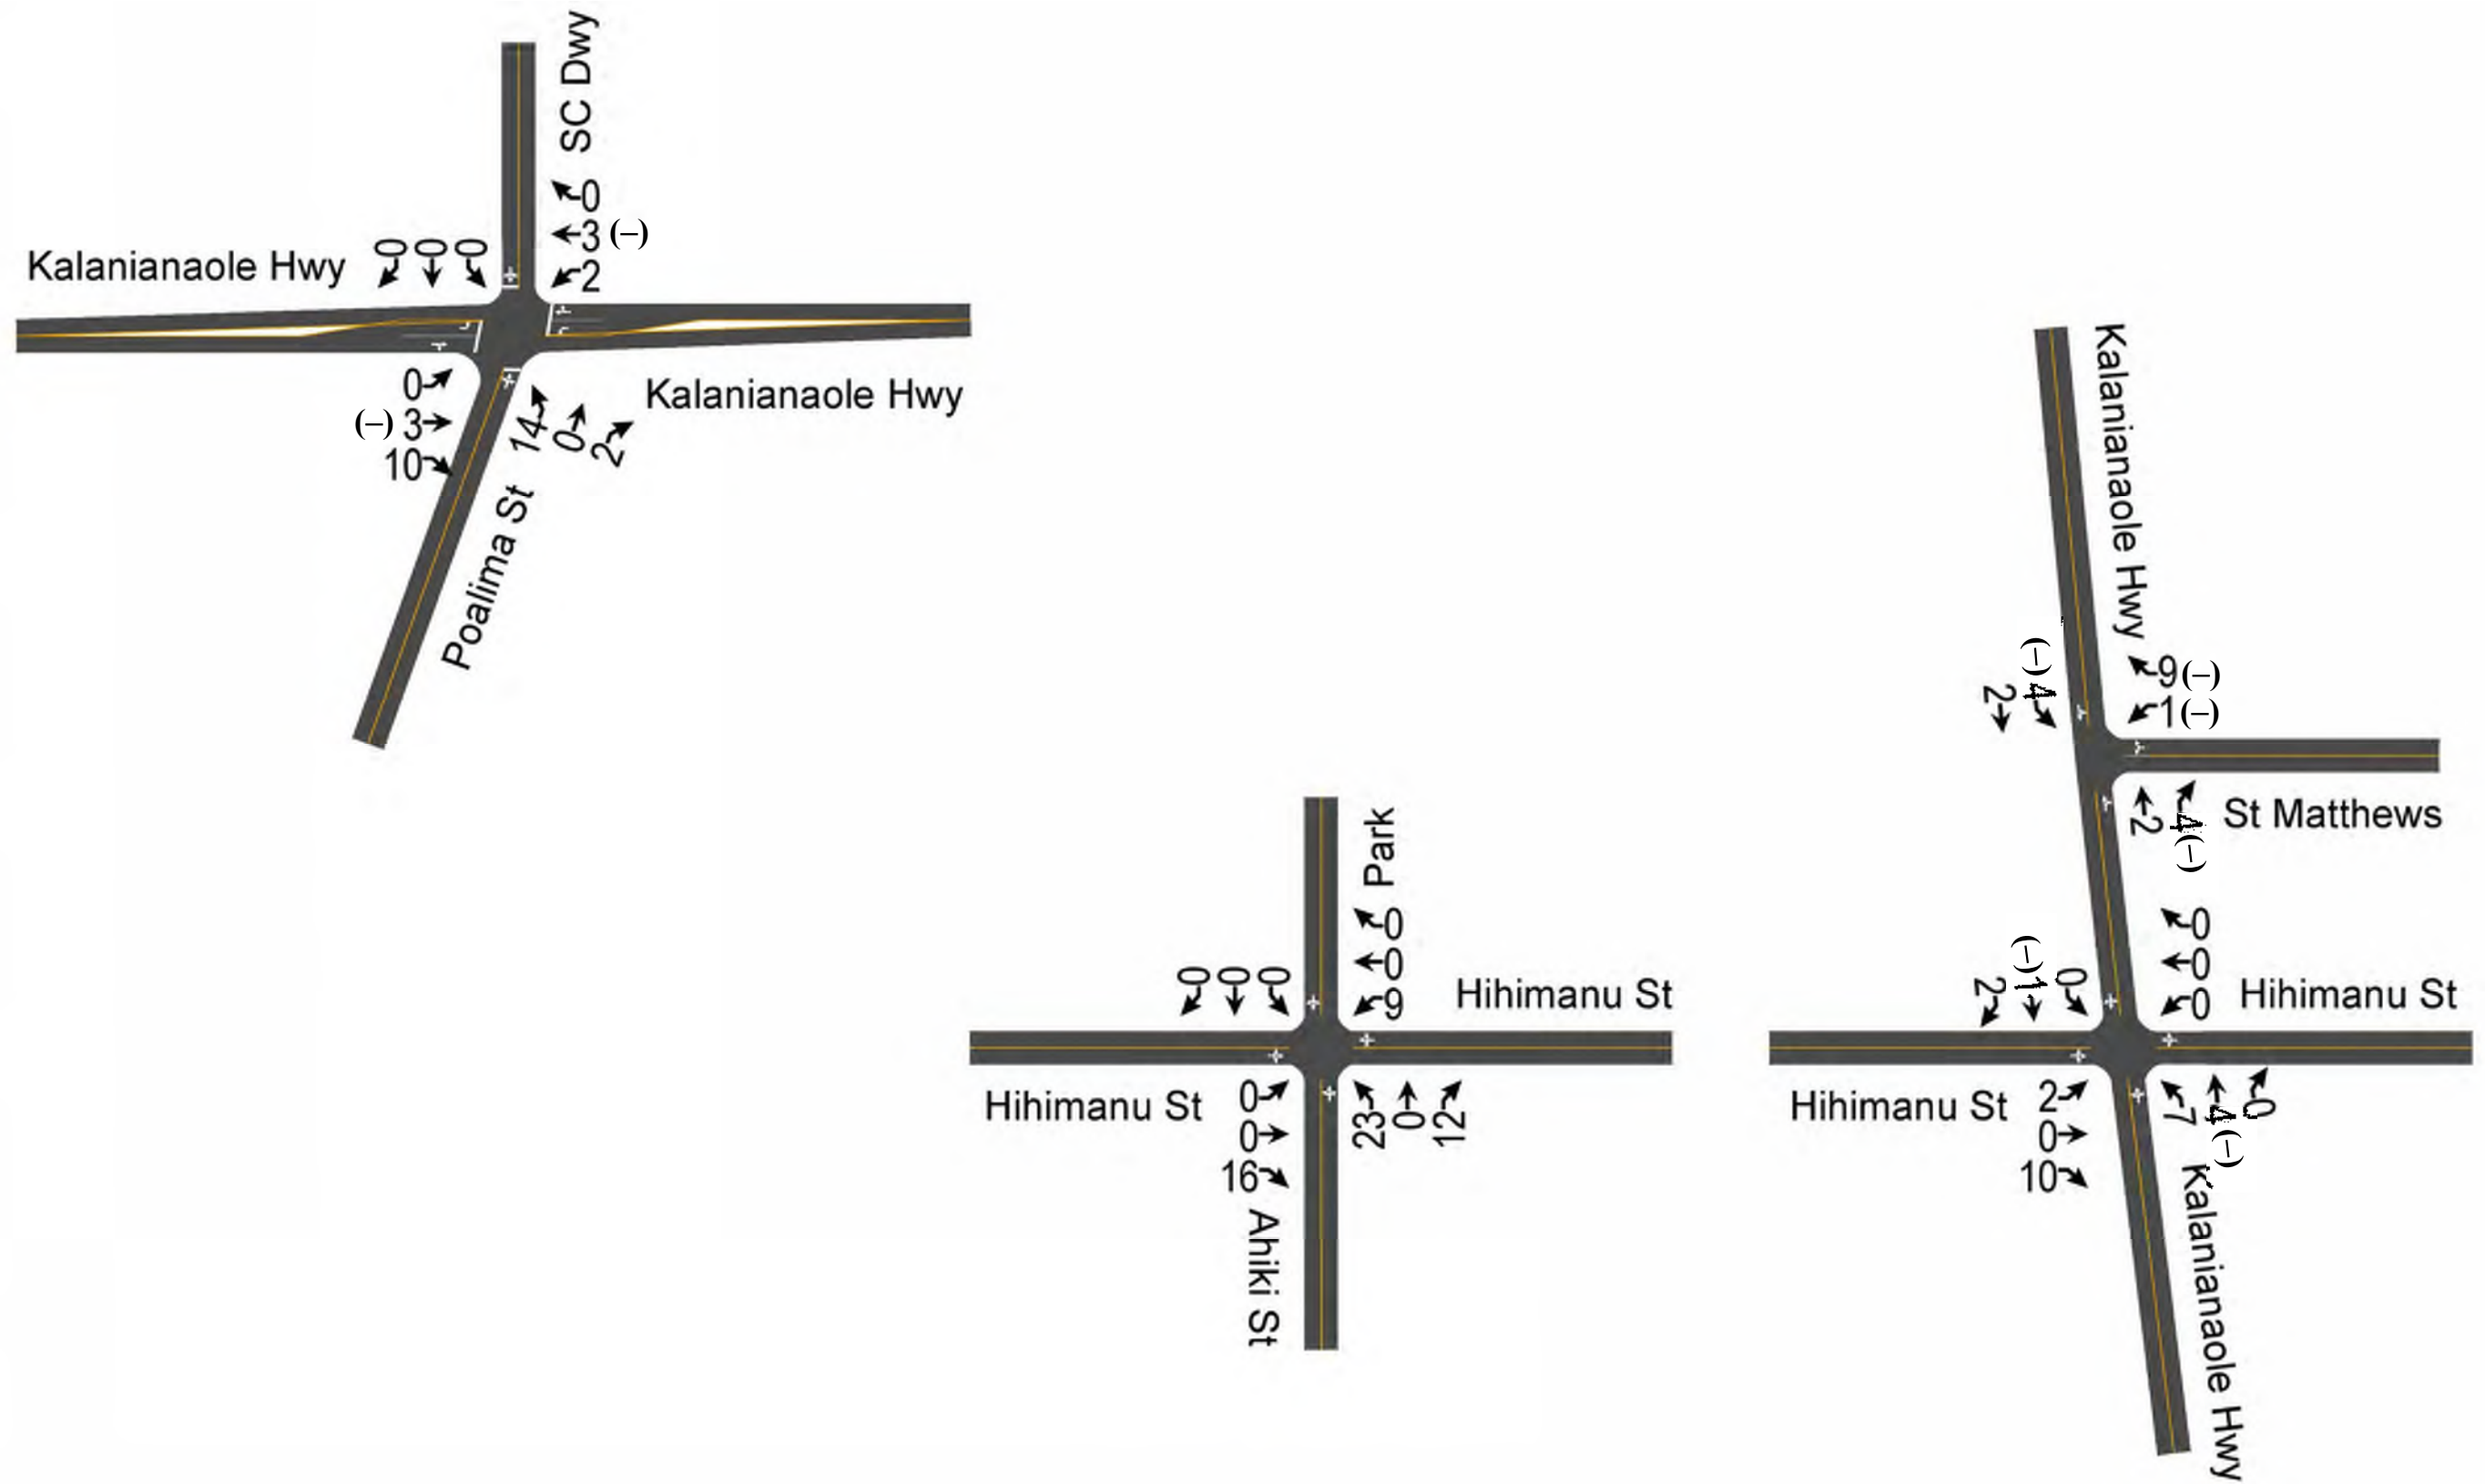 SC Dwy
0
3 (–)
2
Kalanianaole Hwy
0 0 0
0
(–) 3
10
14 0 2
Kalanianaole Hwy
Poalima St
Kalanianaole Hwy
9 (–)
1 (–)
2 4 (–)
2 4 (–)
St Matthews
Park
0
0
9
0 0 0
Hihimanu St
Hihimanu St
0
0
16
23 0 12
Ahiki St
0
0
0
2 1 (–) 0
Hihimanu St
Hihimanu St
2
0
10
7 4 (–) 0
Kalanianaole Hwy